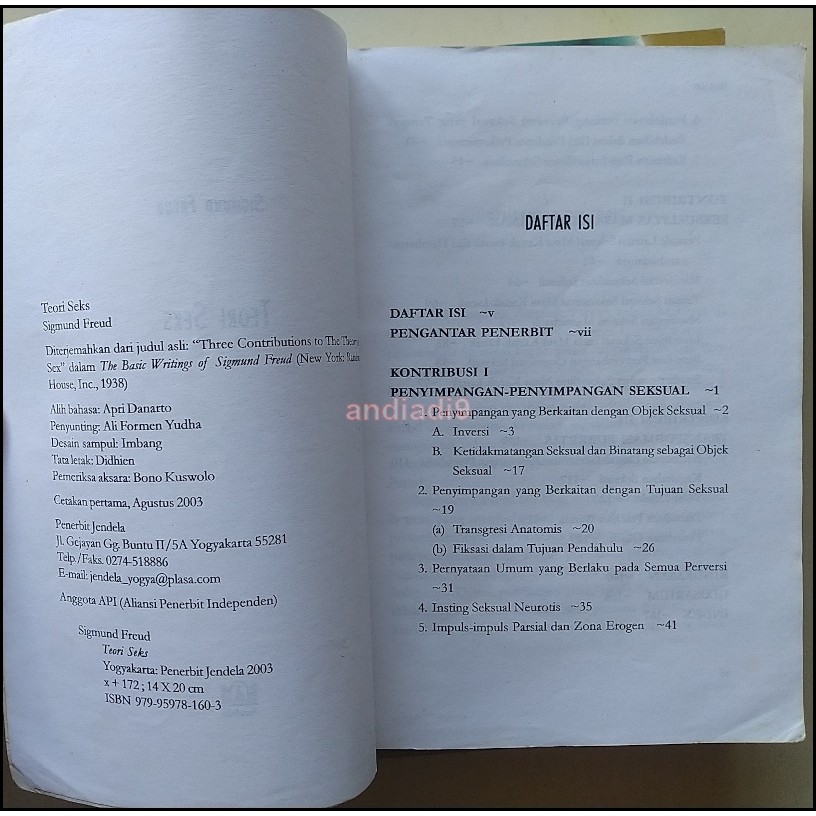 Teori Seks
Sigmund Freud
Diterjemahkan dari judul asli: "Three Contributions to The
Sex" dalam The Basic Writings of Sigmund Freud (New York:
House, Inc., 1938)
Alih bahasa: Apri Danarto
Penyunting: Ali Formen Yudha
Desain sampul: Imbang
Tata letak: Didhien
Pemeriksa aksara: Bono Kuswolo
Cetakan pertama, Agustus 2003
Penerbit Jendela
Jl. Gejayan Gg. Buntu II/5A Yogyakarta 55281
Telp./Faks. 0274-518886
E-mail: jendela_yogya@plasa.com
Anggota API (Aliansi Penerbit Independen)
Sigmund Freud
Teori Seks
Yogyakarta: Penerbit Jendela 2003
x + 172 ; 14 X 20 cm
ISBN 979-95978-160-3
DAFTAR ISI
DAFTAR ISI ~v
PENGANTAR PENERBIT ~vii
KONTRIBUSI I
PENYIMPANGAN-PENYIMPANGAN SEKSUAL ~1
1. Penyimpangan yang Berkaitan dengan Objek Seksual ~2
A. Inversi ~3
B. Ketidakmatangan Seksual dan Binatang sebagai Objek
Seksual ~17
2. Penyimpangan yang Berkaitan dengan Tujuan Seksual
~19
(a) Transgresi Anatomis ~20
(b) Fiksasi dalam Tujuan Pendahulu ~26
3. Pernyataan Umum yang Berlaku pada Semua Perversi
~31
4. Insting Seksual Neurotis ~35
5. Impuls-impuls Parsial dan Zona Erogen ~41
andiadi9